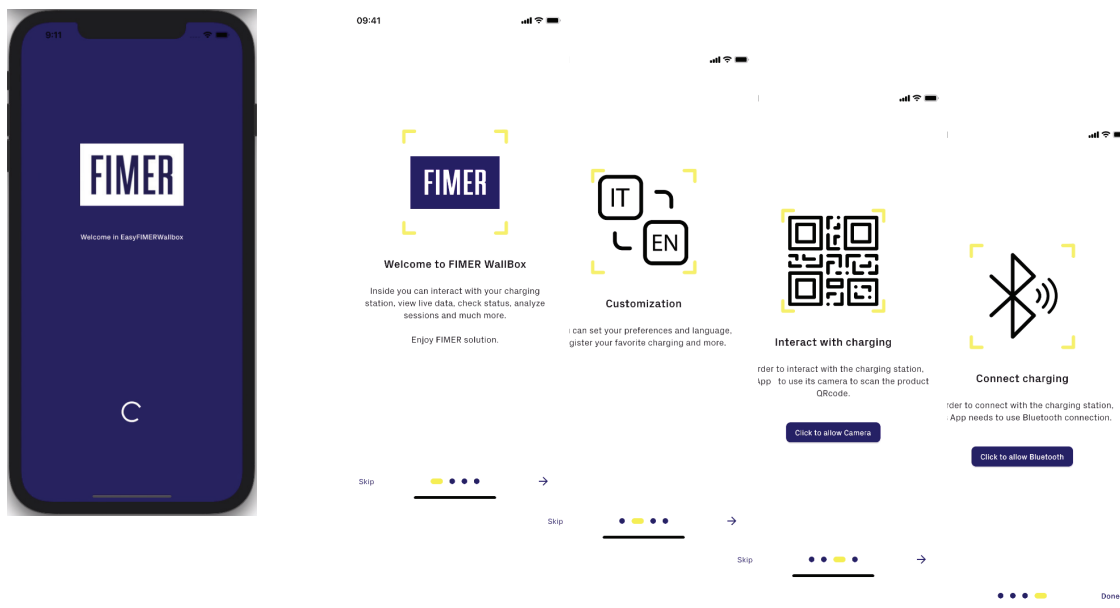 9:11
FIMER
Welcome in EasyFIMERWallbox
09:41
FIMER
Welcome to FIMER WallBox
Inside you can interact with your charging
station, view live data, check status, analyze
sessions and much more.
Enjoy FIMER solution.
Skip
IT
EN
Customization
can set your preferences and language,
gister your favorite charging and more.
Skip
Interact with charging
rder to interact with the charging station,
App to use its camera to scan the product
QRcode.
Click to allow Camera
Skip
Connect charging
rder to connect with the charging station,
App needs to use Bluetooth connection.
Click to allow Bluetooth
Done